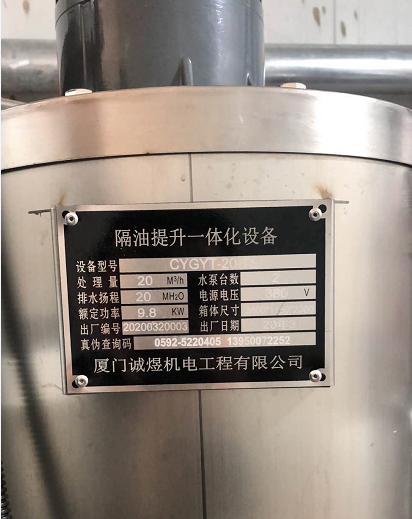 隔油提升一体化设备
设备型号
处理量 20 M³/h 水泵台数
排水扬程 20 MH₂O 电源电压 380 V
额定功率 9.8 KW 箱体尺寸
出厂编号 20200320003 出厂日期
真伪查询码 0592-5220405 13950072252
厦门诚煜机电工程有限公司